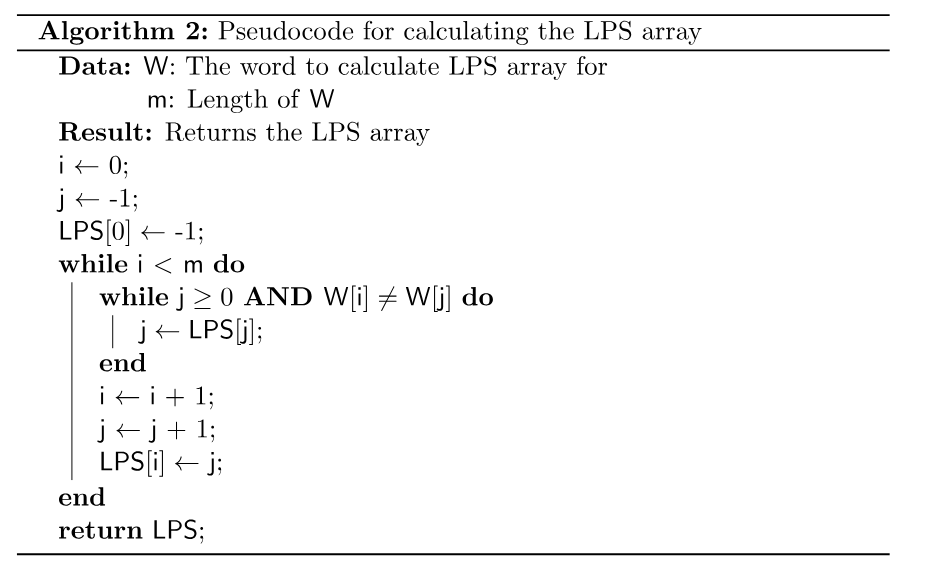 Algorithm 2: Pseudocode for calculating the LPS array
Data: W: The word to calculate LPS array for
m: Length of W
Result: Returns the LPS array
i ← 0;
j ← -1;
LPS[0] ← -1;
while i < m do
while j ≥ 0 AND W[i] ≠ W[j] do
j ← LPS[j];
end
i ← i + 1;
j ← j + 1;
LPS[i] ← j;
end
return LPS;